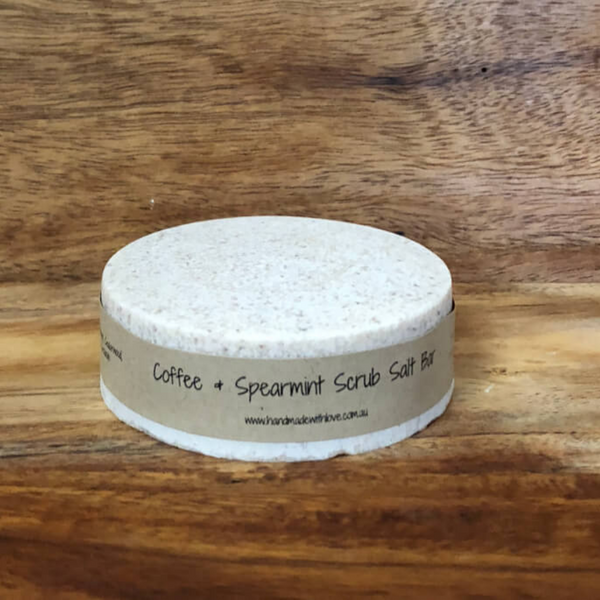 Coffee & Spearmint Scrub Salt Bar
www.handmadewithlove.com.au